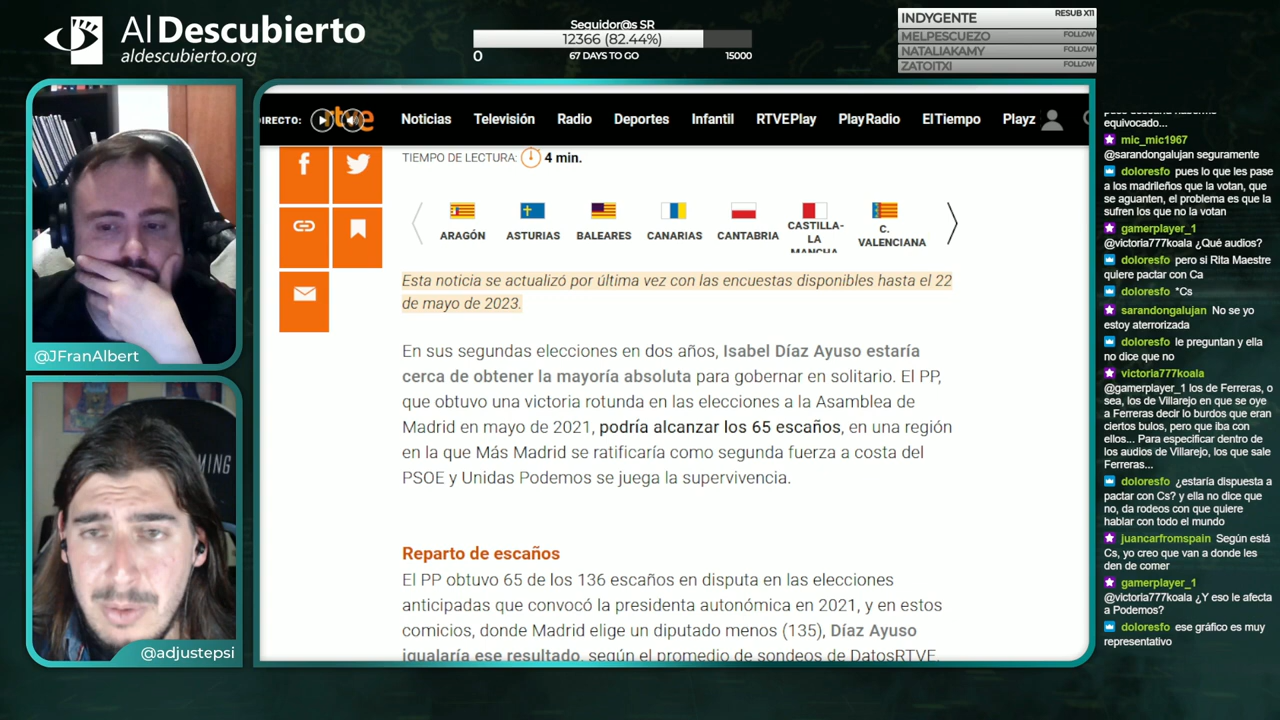 Al Descubierto
aldescubierto.org
Seguidor@s SR
12366 (82.44%)
0
67 DAYS TO GO
15000
INDYGENTE
RESUB X11
MELPESCUEZO
FOLLOW
NATALIAKAMY
FOLLOW
ZATOITXI
FOLLOW
@JFranAlbert
@adjustepsi
DIRECTO:
rtve
Noticias
Televisión
Radio
Deportes
Infantil
RTVE Play
Play Radio
El Tiempo
Playz
TIEMPO DE LECTURA: 4 min.
ARAGÓN
ASTURIAS
BALEARES
CANARIAS
CANTABRIA
CASTILLA-
LA
MANCHA
C.
VALENCIANA
Esta noticia se actualizó por última vez con las encuestas disponibles hasta el 22
de mayo de 2023.
En sus segundas elecciones en dos años, Isabel Díaz Ayuso estaría
cerca de obtener la mayoría absoluta para gobernar en solitario. El PP,
que obtuvo una victoria rotunda en las elecciones a la Asamblea de
Madrid en mayo de 2021, podría alcanzar los 65 escaños, en una región
en la que Más Madrid se ratificaría como segunda fuerza a costa del
PSOE y Unidas Podemos se juega la supervivencia.
Reparto de escaños
El PP obtuvo 65 de los 136 escaños en disputa en las elecciones
anticipadas que convocó la presidenta autonómica en 2021, y en estos
comicios, donde Madrid elige un diputado menos (135), Díaz Ayuso
igualaría ese resultado, según el promedio de sondeos de DatosRTVE.
equivocado...
mic_mic1967
@sarandongalujan seguramente
doloresfo pues lo que les pase
a los madrileños que la votan, que
se aguanten, el problema es que la
sufren los que no la votan
gamerplayer_1
@victoria777koala ¿Qué audios?
doloresfo pero si Rita Maestre
quiere pactar con Ca
doloresfo *Cs
sarandongalujan No se yo
estoy aterrorizada
doloresfo le preguntan y ella
no dice que no
victoria777koala
@gamerplayer_1 los de Ferreras, o
sea, los de Villarejo en que se oye
a Ferreras decir lo burdos que eran
ciertos bulos, pero que iba con
ellos... Para especificar dentro de
los audios de Villarejo, los que sale
Ferreras...
doloresfo ¿estaría dispuesta a
pactar con Cs? y ella no dice que
no, da rodeos con que quiere
hablar con todo el mundo
juancarfromspain Según está
Cs, yo creo que van a donde les
den de comer
gamerplayer_1
@victoria777koala ¿Y eso le afecta
a Podemos?
doloresfo ese gráfico es muy
representativo